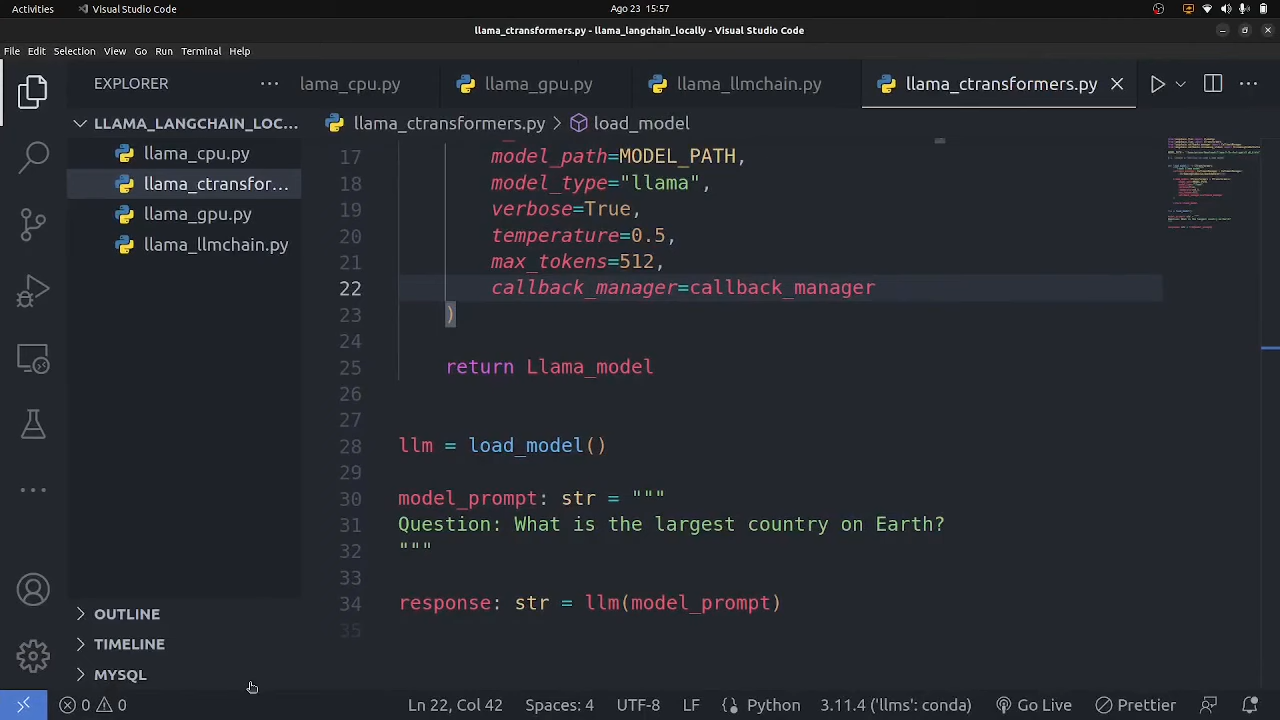 Activities
Visual Studio Code
Ago 23 15:57
llama_ctransformers.py - llama_langchain_locally - Visual Studio Code
File Edit Selection View Go Run Terminal Help
EXPLORER
lama_cpu.py
llama_gpu.py
llama_llmchain.py
llama_ctransformers.py
LLAMA_LANGCHAIN_LOC...
llama_cpu.py
llama_ctransfor...
llama_gpu.py
llama_llmchain.py
OUTLINE
TIMELINE
MYSQL
llama_ctransformers.py > load_model
17 model_path=MODEL_PATH,
18 model_type="llama",
19 verbose=True,
20 temperature=0.5,
21 max_tokens=512,
22 callback_manager=callback_manager
23 )
24
25 return Llama_model
26
27
28 llm = load_model()
29
30 model_prompt: str = """
31 Question: What is the largest country on Earth?
32 """
33
34 response: str = llm(model_prompt)
35
0 0 Ln 22, Col 42 Spaces: 4 UTF-8 LF Python 3.11.4 ('llms': conda) Go Live Prettier